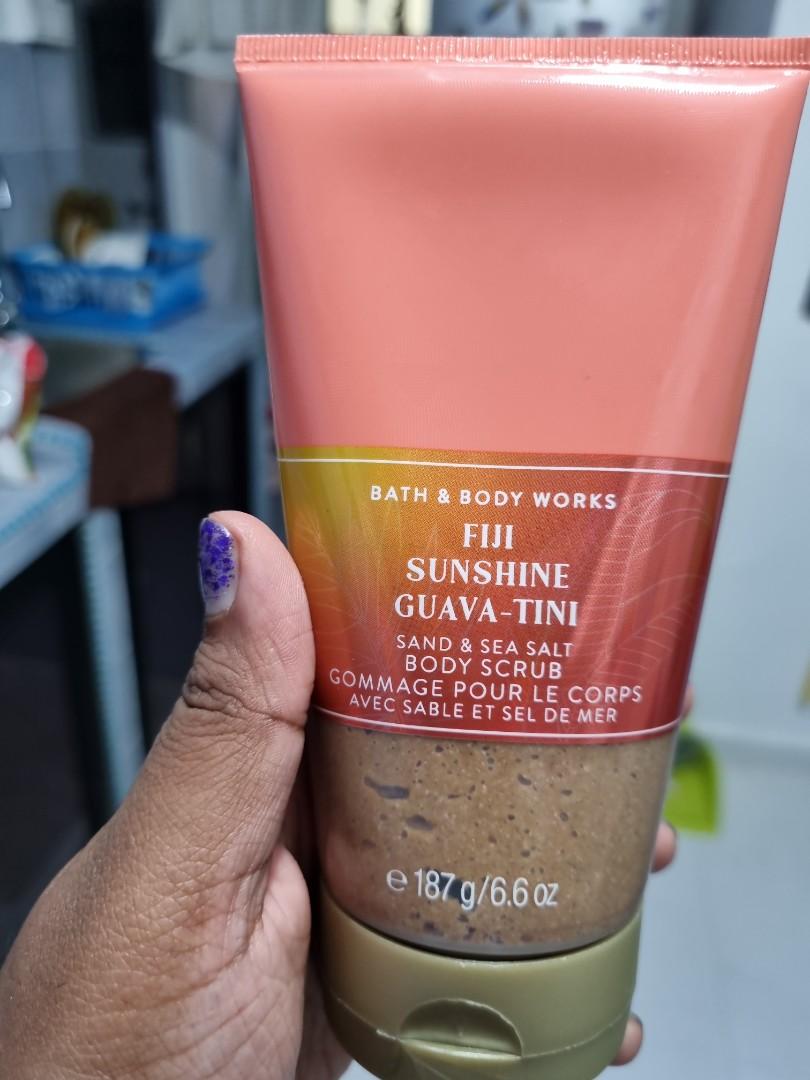 BATH & BODY WORKS
FIJI
SUNSHINE
GUAVA-TINI
SAND & SEA SALT
BODY SCRUB
GOMMAGE POUR LE CORPS
AVEC SABLE ET SEL DE MER
℮ 187 g/6.6 oz